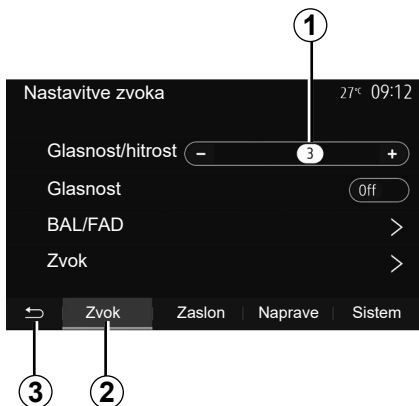 1
Nastavitve zvoka 27°C 09:12
Glasnost/hitrost – 3 +
Glasnost Off
BAL/FAD >
Zvok >
Zvok Zaslon Naprave Sistem
3 2